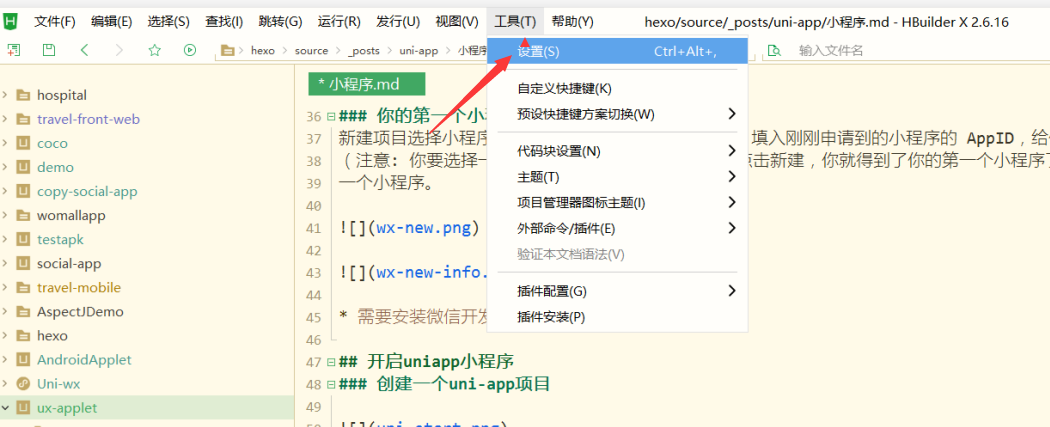 文件(F) 编辑(E) 选择(S) 查找(I) 跳转(G) 运行(R) 发行(U) 视图(V) 工具(T) 帮助(Y) hexo/source/_posts/uni-app/小程序.md - HBuilder X 2.6.16
hexo source _posts uni-app 小程序 输入文件名
设置(S) Ctrl+Alt+,
自定义快捷键(K)
预设快捷键方案切换(W)
代码块设置(N)
主题(T)
项目管理器图标主题(I)
外部命令/插件(E)
验证本文档语法(V)
插件配置(G)
插件安装(P)
hospital
travel-front-web
coco
demo
copy-social-app
womallapp
testapk
social-app
travel-mobile
AspectJDemo
hexo
AndroidApplet
Uni-wx
ux-applet
* 小程序.md
36 ### 你的第一个小
37 新建项目选择小程序 填入刚刚申请到的小程序的 AppID，给
38 （注意: 你要选择一 点击新建，你就得到了你的第一个小程序
39 一个小程序。
40
41 ![](wx-new.png)
42
43 ![](wx-new-info.
44
45 * 需要安装微信开发
46
47 ## 开启uniapp小程序
48 ### 创建一个uni-app项目
49